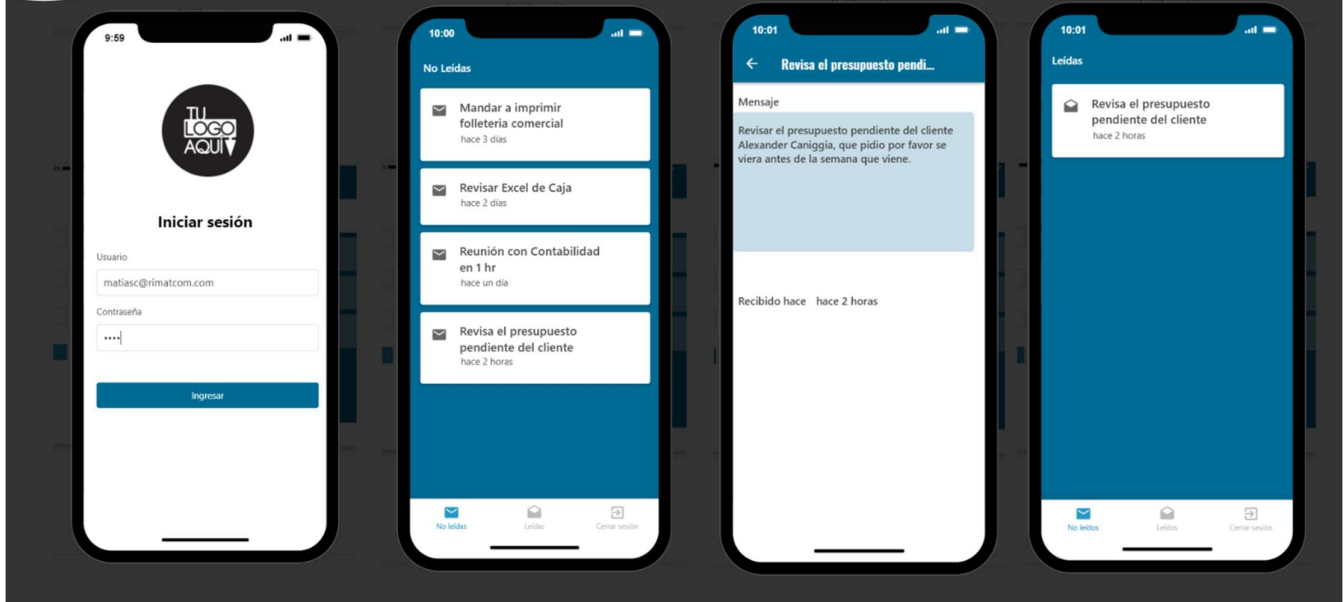 9:59
TU
LOGO
AQUÍ
Iniciar sesión
Usuario
matiasc@rimatcom.com
Contraseña
••••
Ingresar
10:00
No Leídas
Mandar a imprimir
folleteria comercial
hace 3 días
Revisar Excel de Caja
hace 2 días
Reunión con Contabilidad
en 1 hr
hace un día
Revisa el presupuesto
pendiente del cliente
hace 2 horas
No leídas
Leídas
Cerrar sesión
10:01
Revisa el presupuesto pendi...
Mensaje
Revisar el presupuesto pendiente del cliente
Alexander Caniggia, que pidio por favor se
viera antes de la semana que viene.
Recibido hace hace 2 horas
10:01
Leídas
Revisa el presupuesto
pendiente del cliente
hace 2 horas
No leídos
Leídos
Cerrar sesión